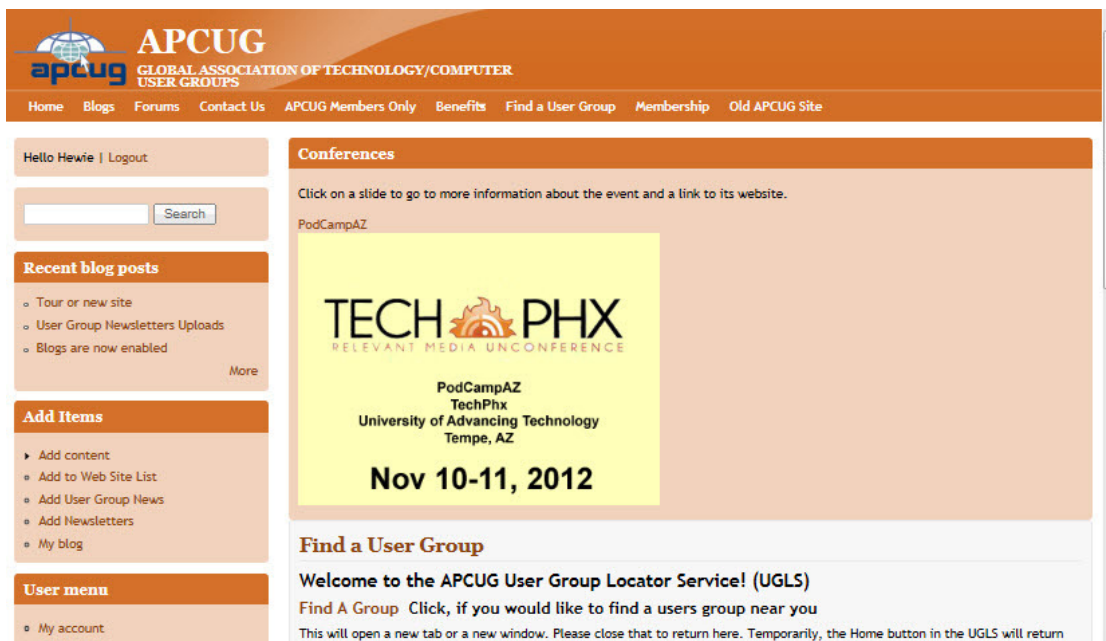 apcug
APCUG
GLOBAL ASSOCIATION OF TECHNOLOGY/COMPUTER
USER GROUPS
Home Blogs Forums Contact Us APCUG Members Only Benefits Find a User Group Membership Old APCUG Site
Hello Hewie | Logout
Search
Recent blog posts
Tour or new site
User Group Newsletters Uploads
Blogs are now enabled
More
Add Items
Add content
Add to Web Site List
Add User Group News
Add Newsletters
My blog
User menu
My account
Conferences
Click on a slide to go to more information about the event and a link to its website.
PodCampAZ
TECH PHX
RELEVANT MEDIA UNCONFERENCE
PodCampAZ
TechPhx
University of Advancing Technology
Tempe, AZ
Nov 10-11, 2012
Find a User Group
Welcome to the APCUG User Group Locator Service! (UGLS)
Find A Group Click, if you would like to find a users group near you
This will open a new tab or a new window. Please close that to return here. Temporarily, the Home button in the UGLS will return